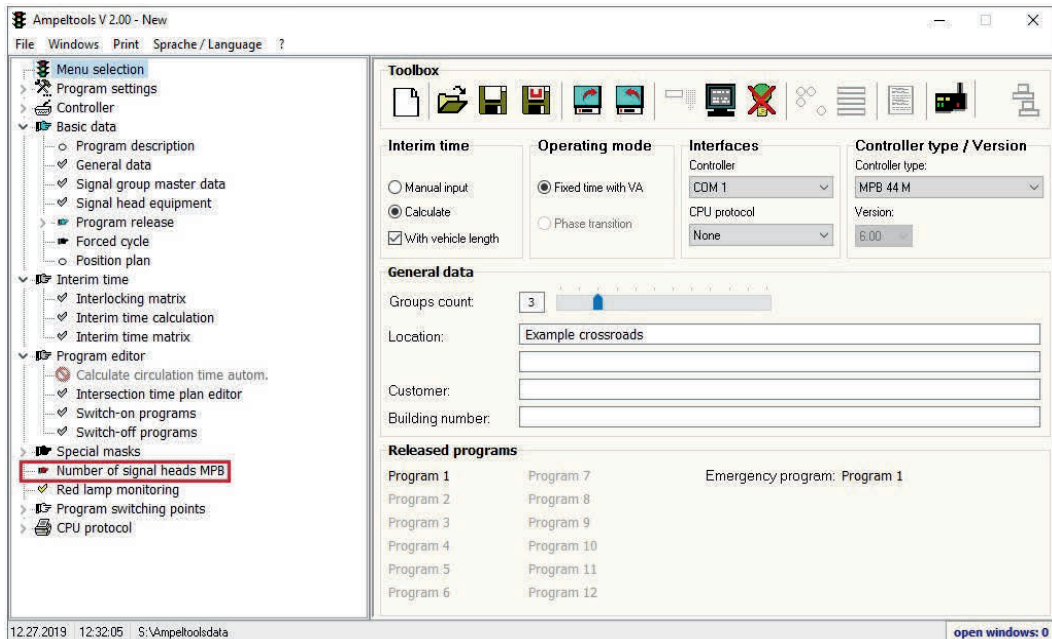 Ampeltools V 2.00 - New
File Windows Print Sprache / Language ?
Menu selection
Program settings
Controller
Basic data
Program description
General data
Signal group master data
Signal head equipment
Program release
Forced cycle
Position plan
Interim time
Interlocking matrix
Interim time calculation
Interim time matrix
Program editor
Calculate circulation time autom.
Intersection time plan editor
Switch-on programs
Switch-off programs
Special masks
Number of signal heads MPB
Red lamp monitoring
Program switching points
CPU protocol
Toolbox
Interim time
Manual input
Calculate
With vehicle length
Operating mode
Fixed time with VA
Phase transition
Interfaces
Controller
COM 1
CPU protocol
None
Controller type / Version
Controller type:
MPB 44 M
Version:
6.00
General data
Groups count: 3
Location: Example crossroads
Customer:
Building number:
Released programs
Program 1 Program 7 Emergency program: Program 1
Program 2 Program 8
Program 3 Program 9
Program 4 Program 10
Program 5 Program 11
Program 6 Program 12
12.27.2019 12:32:05 S:\Ampeltoolsdata open windows: 0